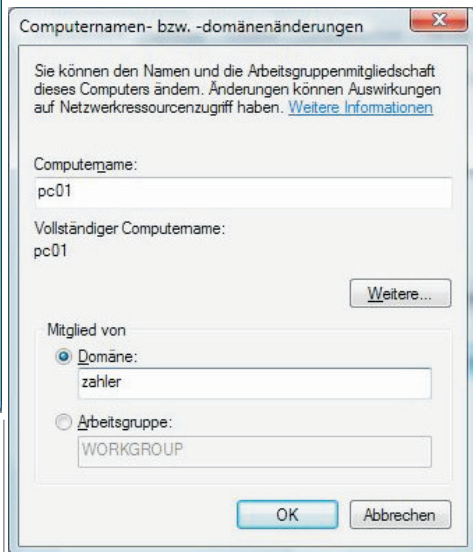 Computernamen- bzw. -domänenänderungen
Sie können den Namen und die Arbeitsgruppenmitgliedschaft
dieses Computers ändern. Änderungen können Auswirkungen
auf Netzwerkressourcenzugriff haben. Weitere Informationen
Computername:
pc01
Vollständiger Computername:
pc01
Weitere...
Mitglied von
Domäne:
zahler
Arbeitsgruppe:
WORKGROUP
OK Abbrechen